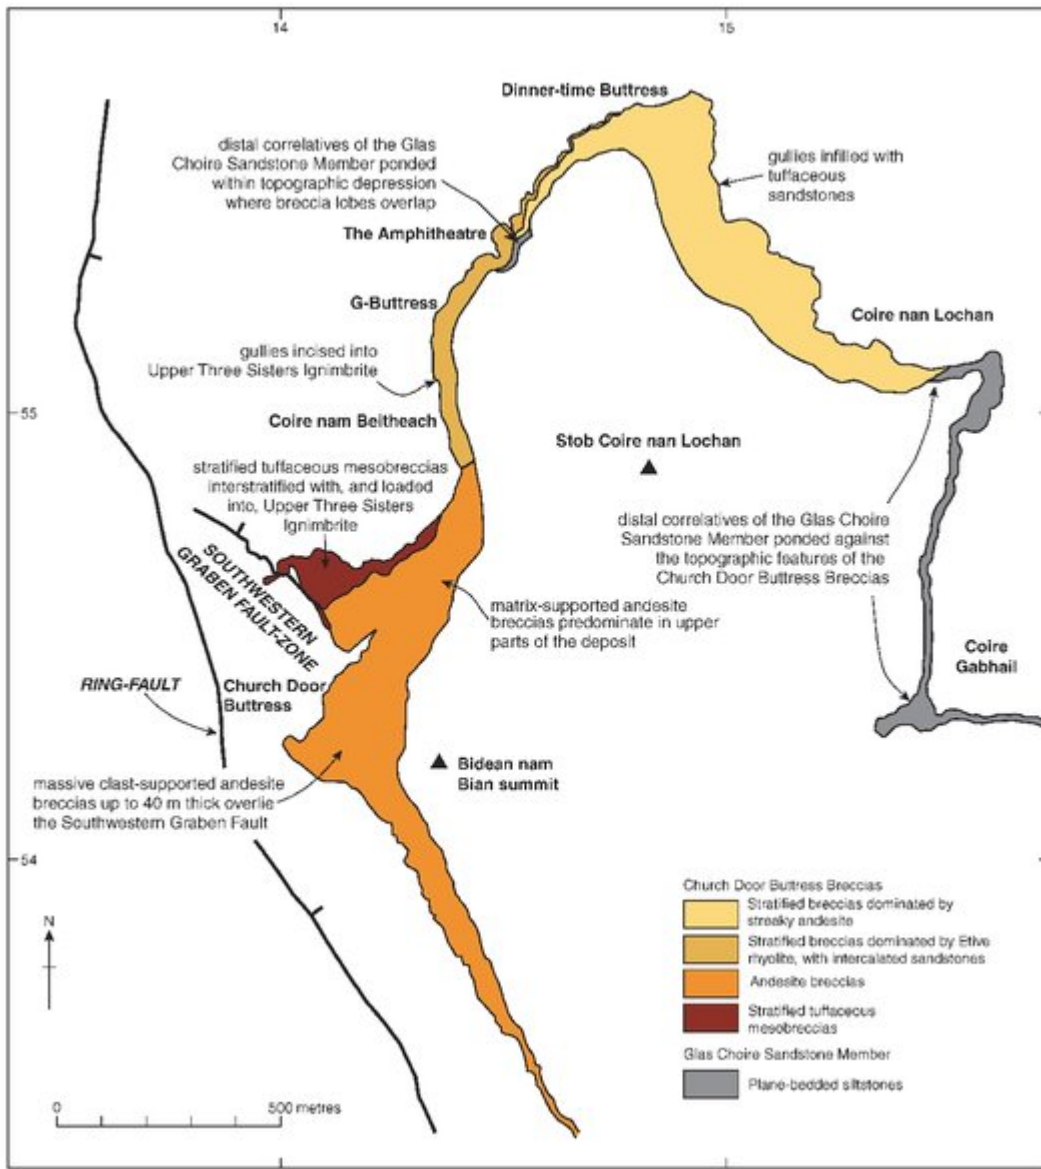 14
15
Dinner-time Buttress
distal correlatives of the Glas
Choire Sandstone Member ponded
within topographic depression
where breccia lobes overlap
gullies infilled with
tuffaceous
sandstones
The Amphitheatre
G-Buttress
Coire nan Lochan
gullies incised into
Upper Three Sisters Ignimbrite
55
Coire nam Beitheach
Stob Coire nan Lochan
stratified tuffaceous mesobreccias
interstratified with, and loaded
into, Upper Three Sisters
Ignimbrite
distal correlatives of the Glas Choire
Sandstone Member ponded against
the topographic features of the
Church Door Buttress Breccias
SOUTHWESTERN
GRABEN FAULT-ZONE
matrix-supported andesite
breccias predominate in upper
parts of the deposit
Coire
Gabhail
RING-FAULT
Church Door
Buttress
Bidean nam
Bian summit
massive clast-supported andesite
breccias up to 40 m thick overlie
the Southwestern Graben Fault
54
N
Church Door Buttress Breccias
Stratified breccias dominated by
streaky andesite
Stratified breccias dominated by Etive
rhyolite, with intercalated sandstones
Andesite breccias
Stratified tuffaceous
mesobreccias
Glas Choire Sandstone Member
Plane-bedded siltstones
0
500 metres